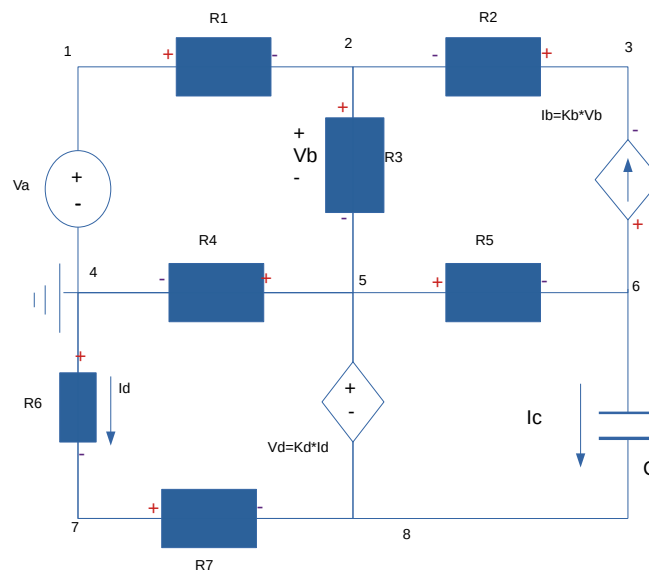 R1
R2
1
2
3
+
-
-
+
Ib=Kb*Vb
+
+
Vb
-
R3
-
Va
+
-
-
+
R4
R5
4
-
+
5
+
-
6
+
R6
Id
-
+
-
Vd=Kd*Id
Ic
+
-
7
R7
8